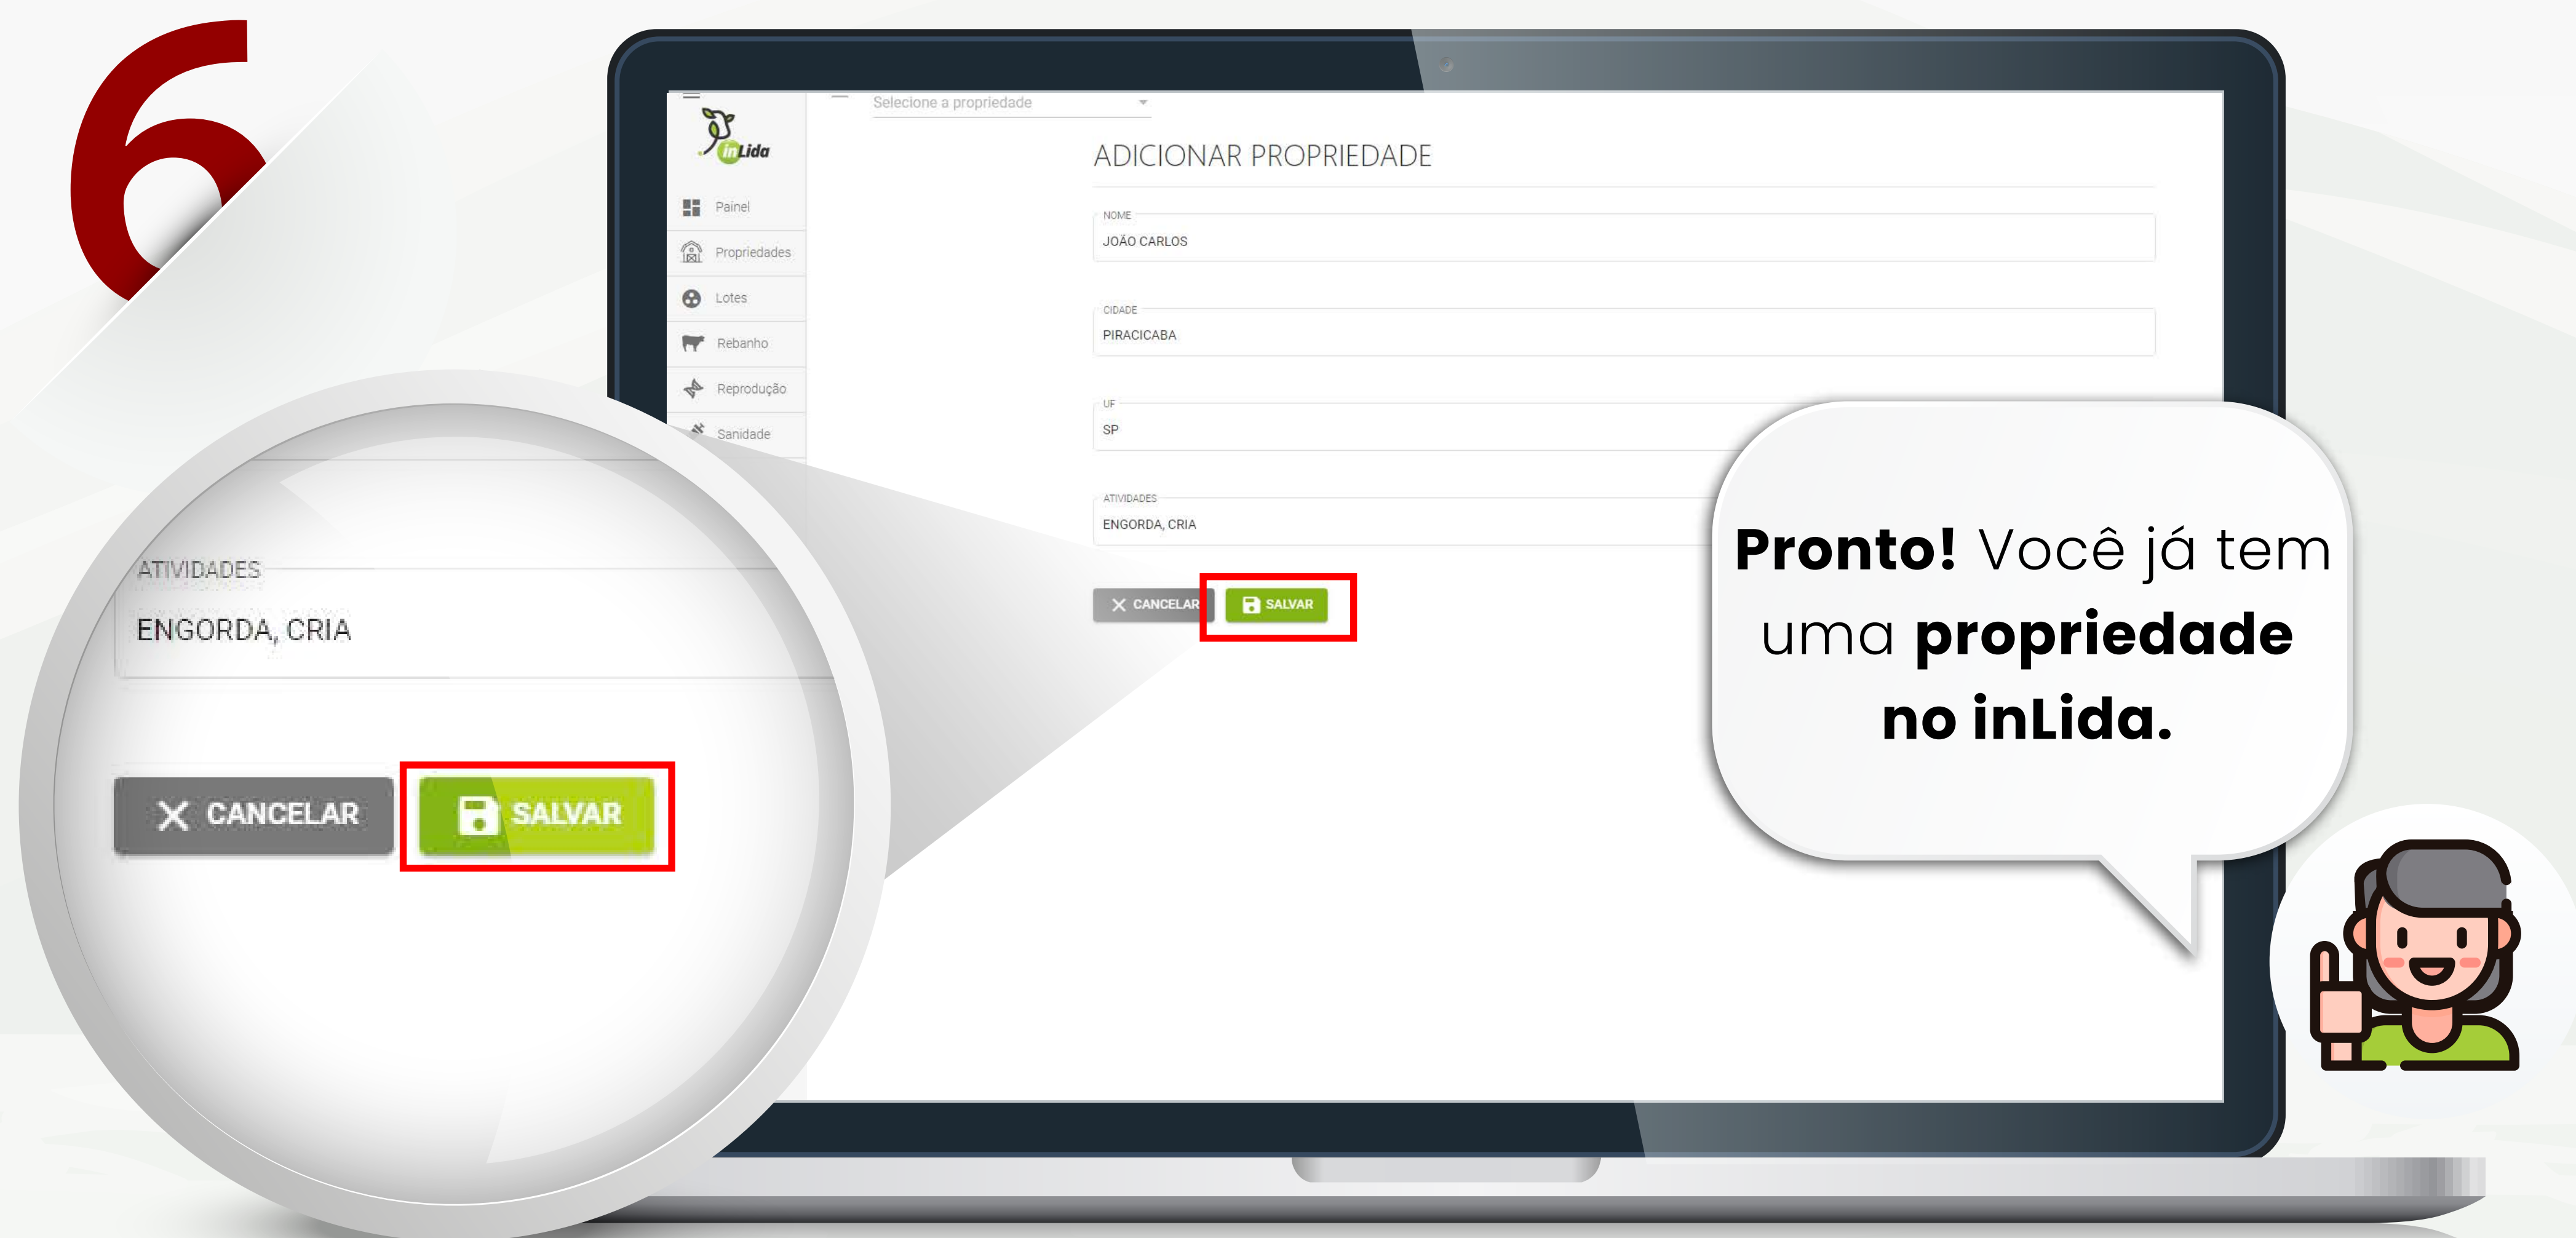 6
Selecione a propriedade
inLida
ADICIONAR PROPRIEDADE
Painel
Propriedades
Lotes
Rebanho
Reprodução
Sanidade
NOME
JOÃO CARLOS
CIDADE
PIRACICABA
UF
SP
ATIVIDADES
ENGORDA, CRIA
CANCELAR
SALVAR
ATIVIDADES
ENGORDA, CRIA
CANCELAR
SALVAR
Pronto! Você já tem
uma propriedade
no inLida.